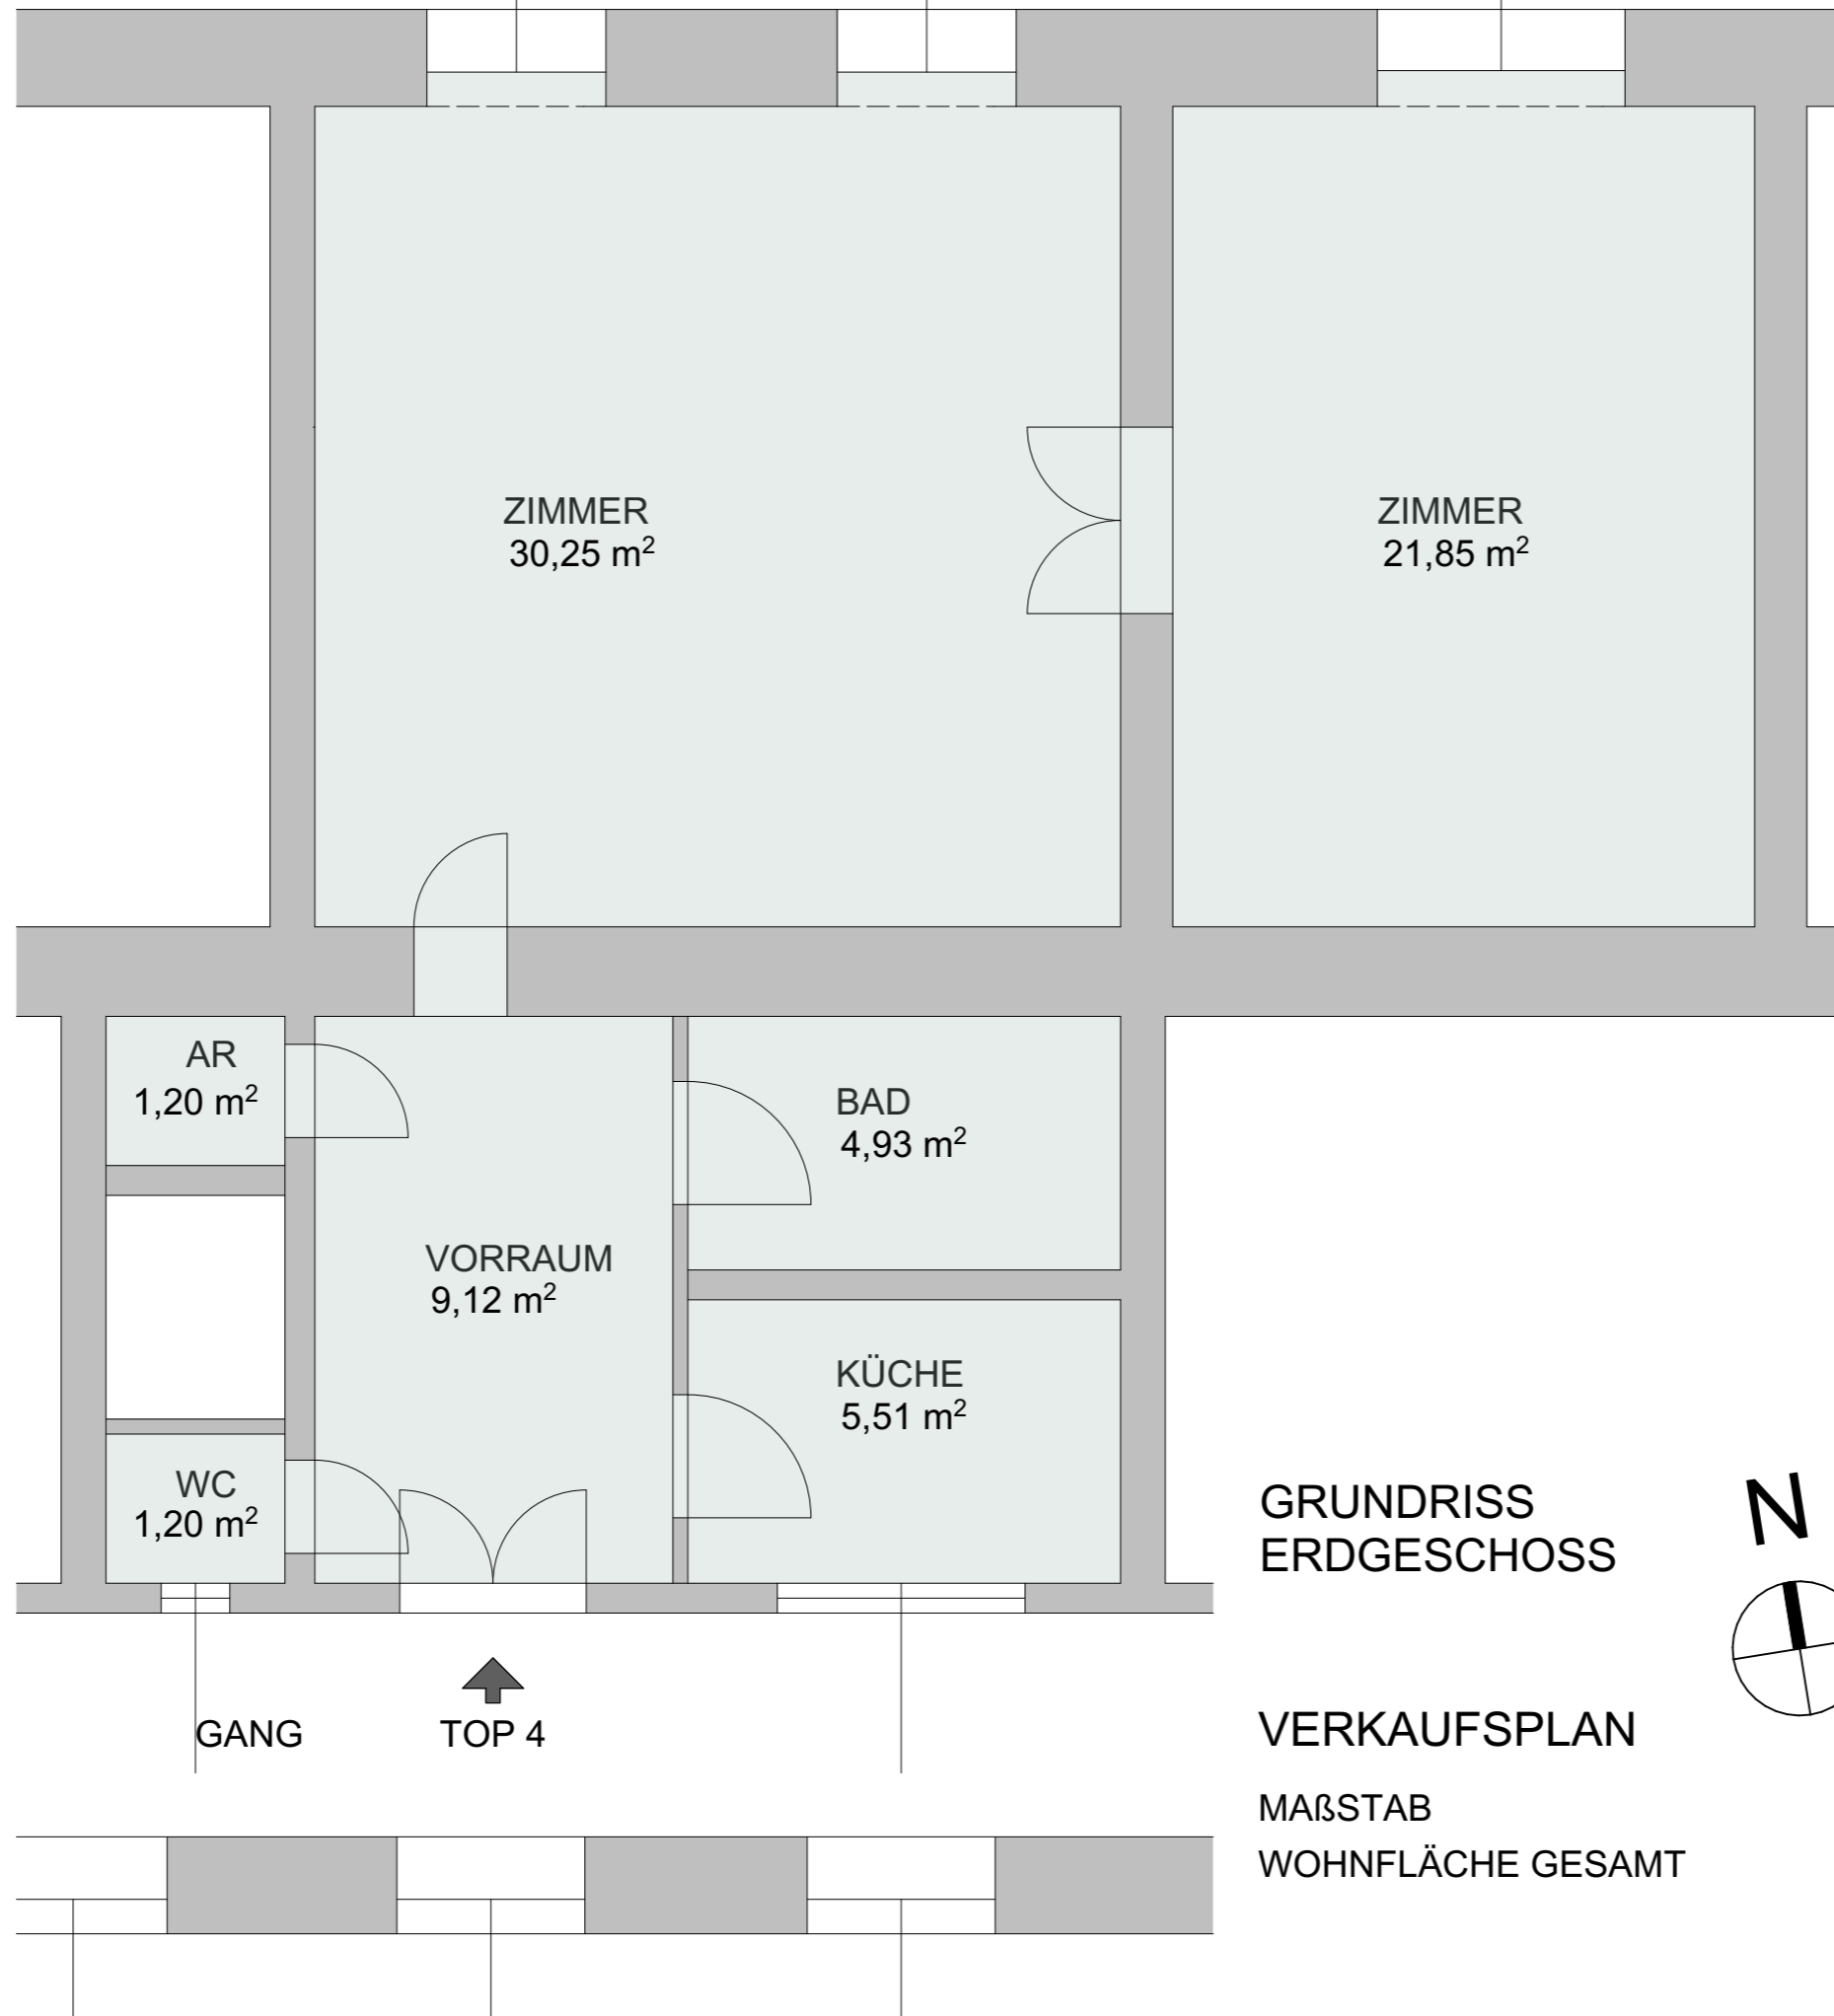 ZIMMER
30,25 m²
ZIMMER
21,85 m²
AR
1,20 m²
BAD
4,93 m²
VORRAUM
9,12 m²
KÜCHE
5,51 m²
WC
1,20 m²
GRUNDRISS
ERDGESCHOSS
N
GANG
TOP 4
VERKAUFSPLAN
MAßSTAB
WOHNFLÄCHE GESAMT